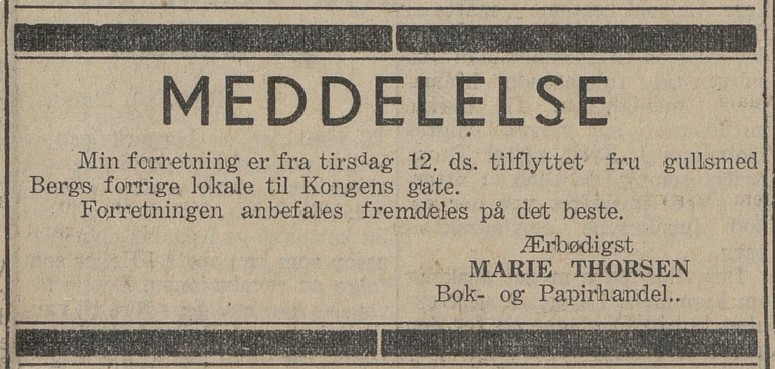 MEDDELELSE
Min forretning er fra tirsdag 12. ds. tilflyttet fru gullsmed
Bergs forrige lokale til Kongens gate.
Forretningen anbefales fremdeles på det beste.
Ærbødigst
MARIE THORSEN
Bok- og Papirhandel..